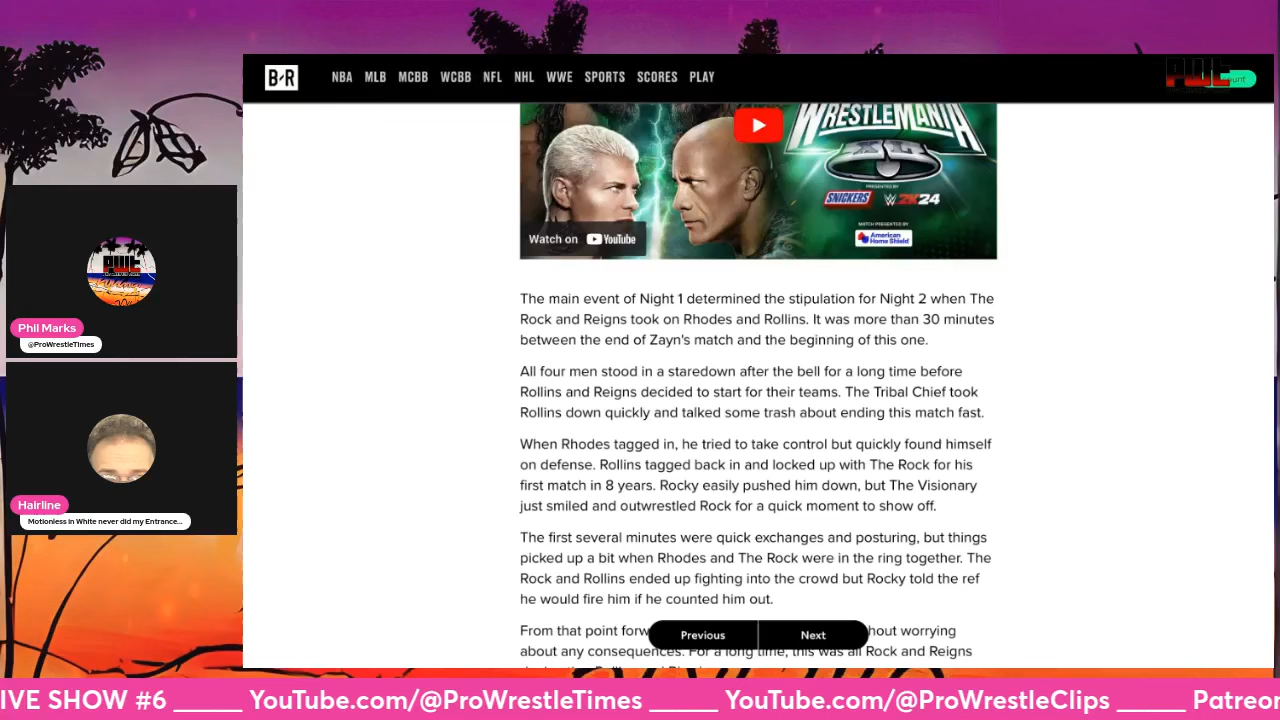 B/R NBA MLB MCBB WCBB NFL NHL WWE SPORTS SCORES PLAY
PWT
WRESTLEMANIA
XL
PRESENTED BY
SNICKERS W 2K24
MATCH PRESENTED BY
American
Home Shield
Watch on YouTube
The main event of Night 1 determined the stipulation for Night 2 when The
Rock and Reigns took on Rhodes and Rollins. It was more than 30 minutes
between the end of Zayn's match and the beginning of this one.
All four men stood in a staredown after the bell for a long time before
Rollins and Reigns decided to start for their teams. The Tribal Chief took
Rollins down quickly and talked some trash about ending this match fast.
When Rhodes tagged in, he tried to take control but quickly found himself
on defense. Rollins tagged back in and locked up with The Rock for his
first match in 8 years. Rocky easily pushed him down, but The Visionary
just smiled and outwrestled Rock for a quick moment to show off.
The first several minutes were quick exchanges and posturing, but things
picked up a bit when Rhodes and The Rock were in the ring together. The
Rock and Rollins ended up fighting into the crowd but Rocky told the ref
he would fire him if he counted him out.
From that point forw
hout worrying
Previous Next
about any consequences. For a long time, this was all Rock and Reigns
PWT
Phil Marks
@ProWrestleTimes
Hairline
Motionless in White never did my Entrance...
IVE SHOW #6 _____ YouTube.com/@ProWrestleTimes _____ YouTube.com/@ProWrestleClips _____ Patreon